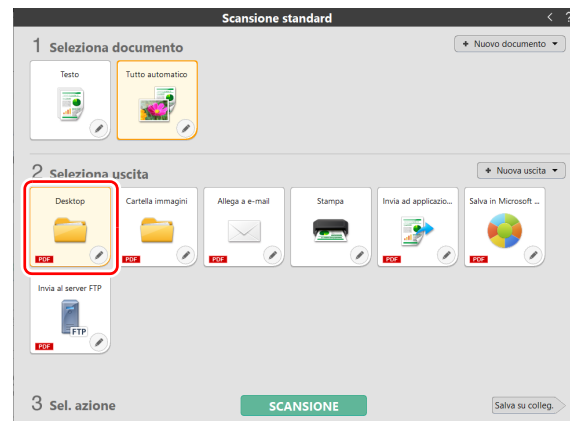 Scansione standard < ?
1 Seleziona documento
+ Nuovo documento
Testo
Tutto automatico
2 Seleziona uscita
+ Nuova uscita
Desktop
Cartella immagini
Allega a e-mail
Stampa
Invia ad applicazio...
Salva in Microsoft ...
PDF
PDF
PDF
PDF
PDF
Invia al server FTP
FTP
PDF
3 Sel. azione
SCANSIONE
Salva su colleg.